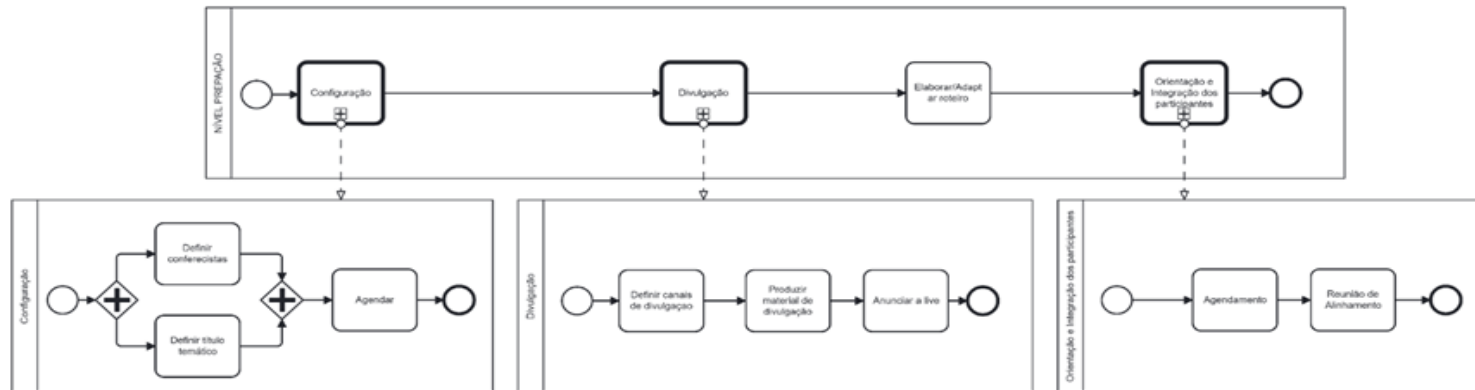 NÍVEL PREPAÇÃO
Configuração
Divulgação
Elaborar/Adapt
ar roteiro
Orientação e
Integração dos
participantes
Configuração
Definir
conferecistas
Definir título
temático
Agendar
Divulgação
Definir canais
de divulgaçao
Produzir
material de
divulgação
Anunciar a live
Orientação e Integração dos participantes
Agendamento
Reunião de
Alinhamento